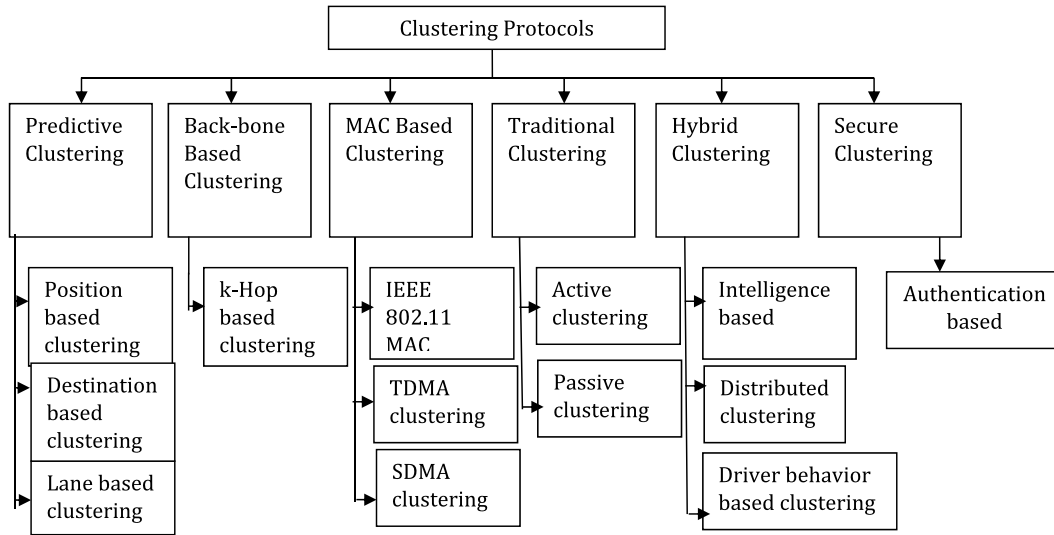 Clustering Protocols
Predictive
Clustering
Back-bone
Based
Clustering
MAC Based
Clustering
Traditional
Clustering
Hybrid
Clustering
Secure
Clustering
Position
based
clustering
Destination
based
clustering
Lane based
clustering
k-Hop
based
clustering
IEEE
802.11
MAC
TDMA
clustering
SDMA
clustering
Active
clustering
Passive
clustering
Intelligence
based
Distributed
clustering
Driver behavior
based clustering
Authentication
based